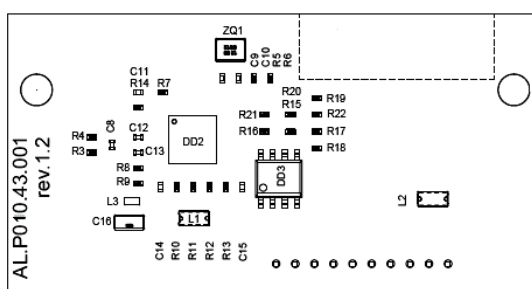 ZQ1
C9
C10
R5
R6
C11
R14
R7
R20
R15
R19
R21
R22
R16
R17
R18
R4
R3
C8
C12
C13
DD2
R8
R9
DD3
L3
L2
C16
L1
C14
R10
R11
R12
R13
C15
AL.P010.43.001
rev.1.2